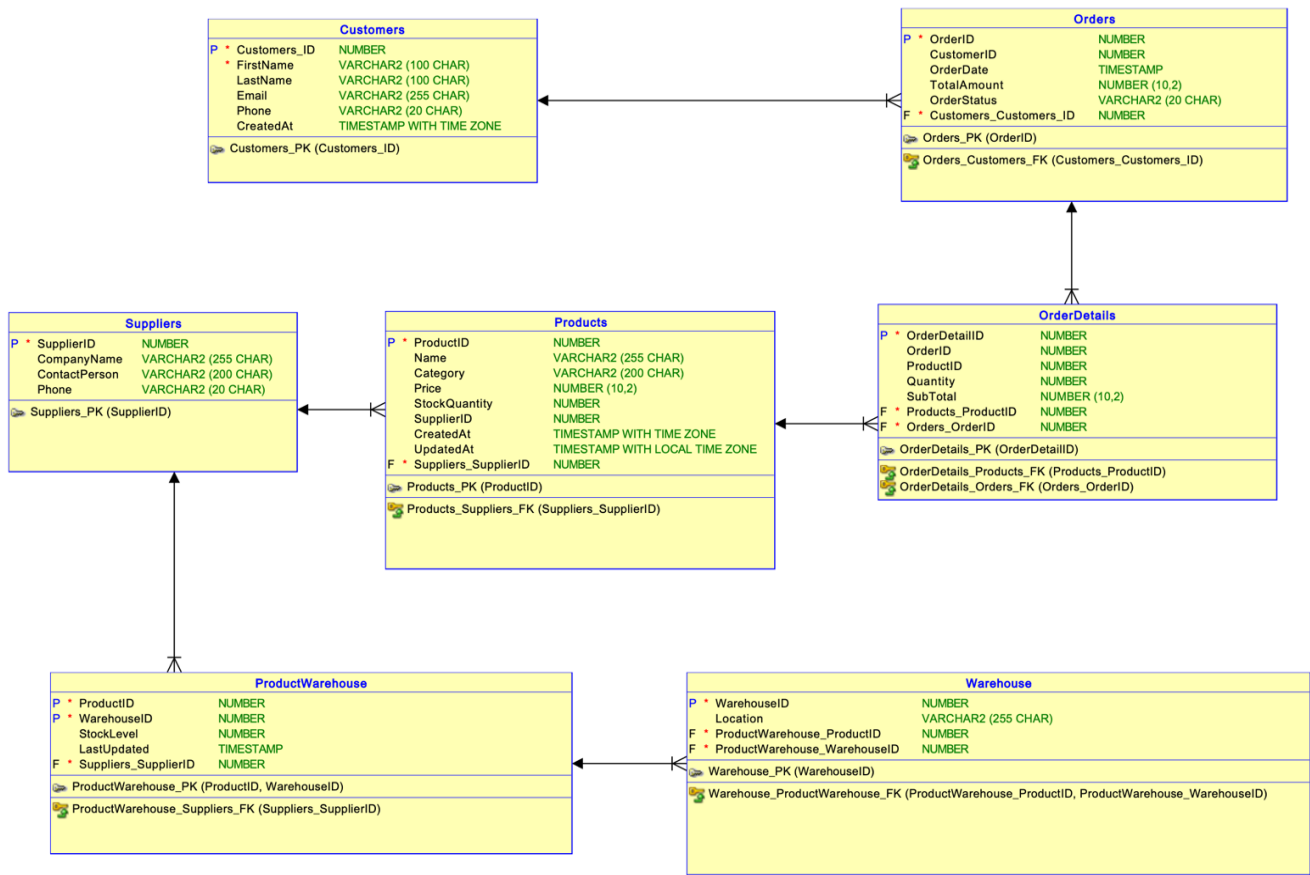 Customers
P * Customers_ID NUMBER
* FirstName VARCHAR2 (100 CHAR)
LastName VARCHAR2 (100 CHAR)
Email VARCHAR2 (255 CHAR)
Phone VARCHAR2 (20 CHAR)
CreatedAt TIMESTAMP WITH TIME ZONE
Customers_PK (Customers_ID)
Orders
P * OrderID NUMBER
CustomerID NUMBER
OrderDate TIMESTAMP
TotalAmount NUMBER (10,2)
OrderStatus VARCHAR2 (20 CHAR)
F * Customers_Customers_ID NUMBER
Orders_PK (OrderID)
Orders_Customers_FK (Customers_Customers_ID)
Suppliers
P * SupplierID NUMBER
CompanyName VARCHAR2 (255 CHAR)
ContactPerson VARCHAR2 (200 CHAR)
Phone VARCHAR2 (20 CHAR)
Suppliers_PK (SupplierID)
Products
P * ProductID NUMBER
Name VARCHAR2 (255 CHAR)
Category VARCHAR2 (200 CHAR)
Price NUMBER (10,2)
StockQuantity NUMBER
SupplierID NUMBER
CreatedAt TIMESTAMP WITH TIME ZONE
UpdatedAt TIMESTAMP WITH LOCAL TIME ZONE
F * Suppliers_SupplierID NUMBER
Products_PK (ProductID)
Products_Suppliers_FK (Suppliers_SupplierID)
OrderDetails
P * OrderDetailID NUMBER
OrderID NUMBER
ProductID NUMBER
Quantity NUMBER
SubTotal NUMBER (10,2)
F * Products_ProductID NUMBER
F * Orders_OrderID NUMBER
OrderDetails_PK (OrderDetailID)
OrderDetails_Products_FK (Products_ProductID)
OrderDetails_Orders_FK (Orders_OrderID)
ProductWarehouse
P * ProductID NUMBER
P * WarehouseID NUMBER
StockLevel NUMBER
LastUpdated TIMESTAMP
F * Suppliers_SupplierID NUMBER
ProductWarehouse_PK (ProductID, WarehouseID)
ProductWarehouse_Suppliers_FK (Suppliers_SupplierID)
Warehouse
P * WarehouseID NUMBER
Location VARCHAR2 (255 CHAR)
F * ProductWarehouse_ProductID NUMBER
F * ProductWarehouse_WarehouseID NUMBER
Warehouse_PK (WarehouseID)
Warehouse_ProductWarehouse_FK (ProductWarehouse_ProductID, ProductWarehouse_WarehouseID)